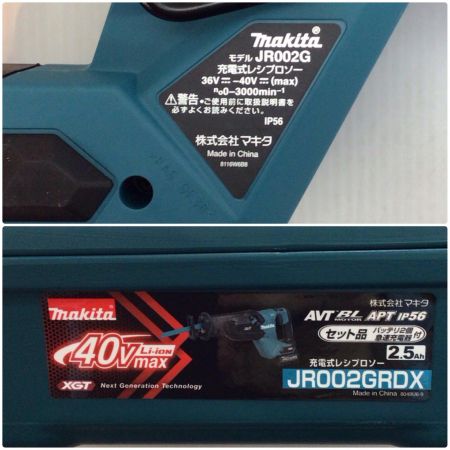 makita
モデル JR002G
充電式レシプロソー
36V⎓ -40V⎓ (max)
n₀0-3000min⁻¹
⚠警告・ご使用前に取扱説明書を
必ずよくお読みください。
IP56
株式会社マキタ
Made in China
8116W6B8
makita
40Vmax
Li-ion
XGT Next Generation Technology
株式会社マキタ
AVT BL MOTOR APT IP56
セット品 バッテリ2個 急速充電器 付
2.5Ah
充電式レシプロソー
JR002GRDX
Made in China